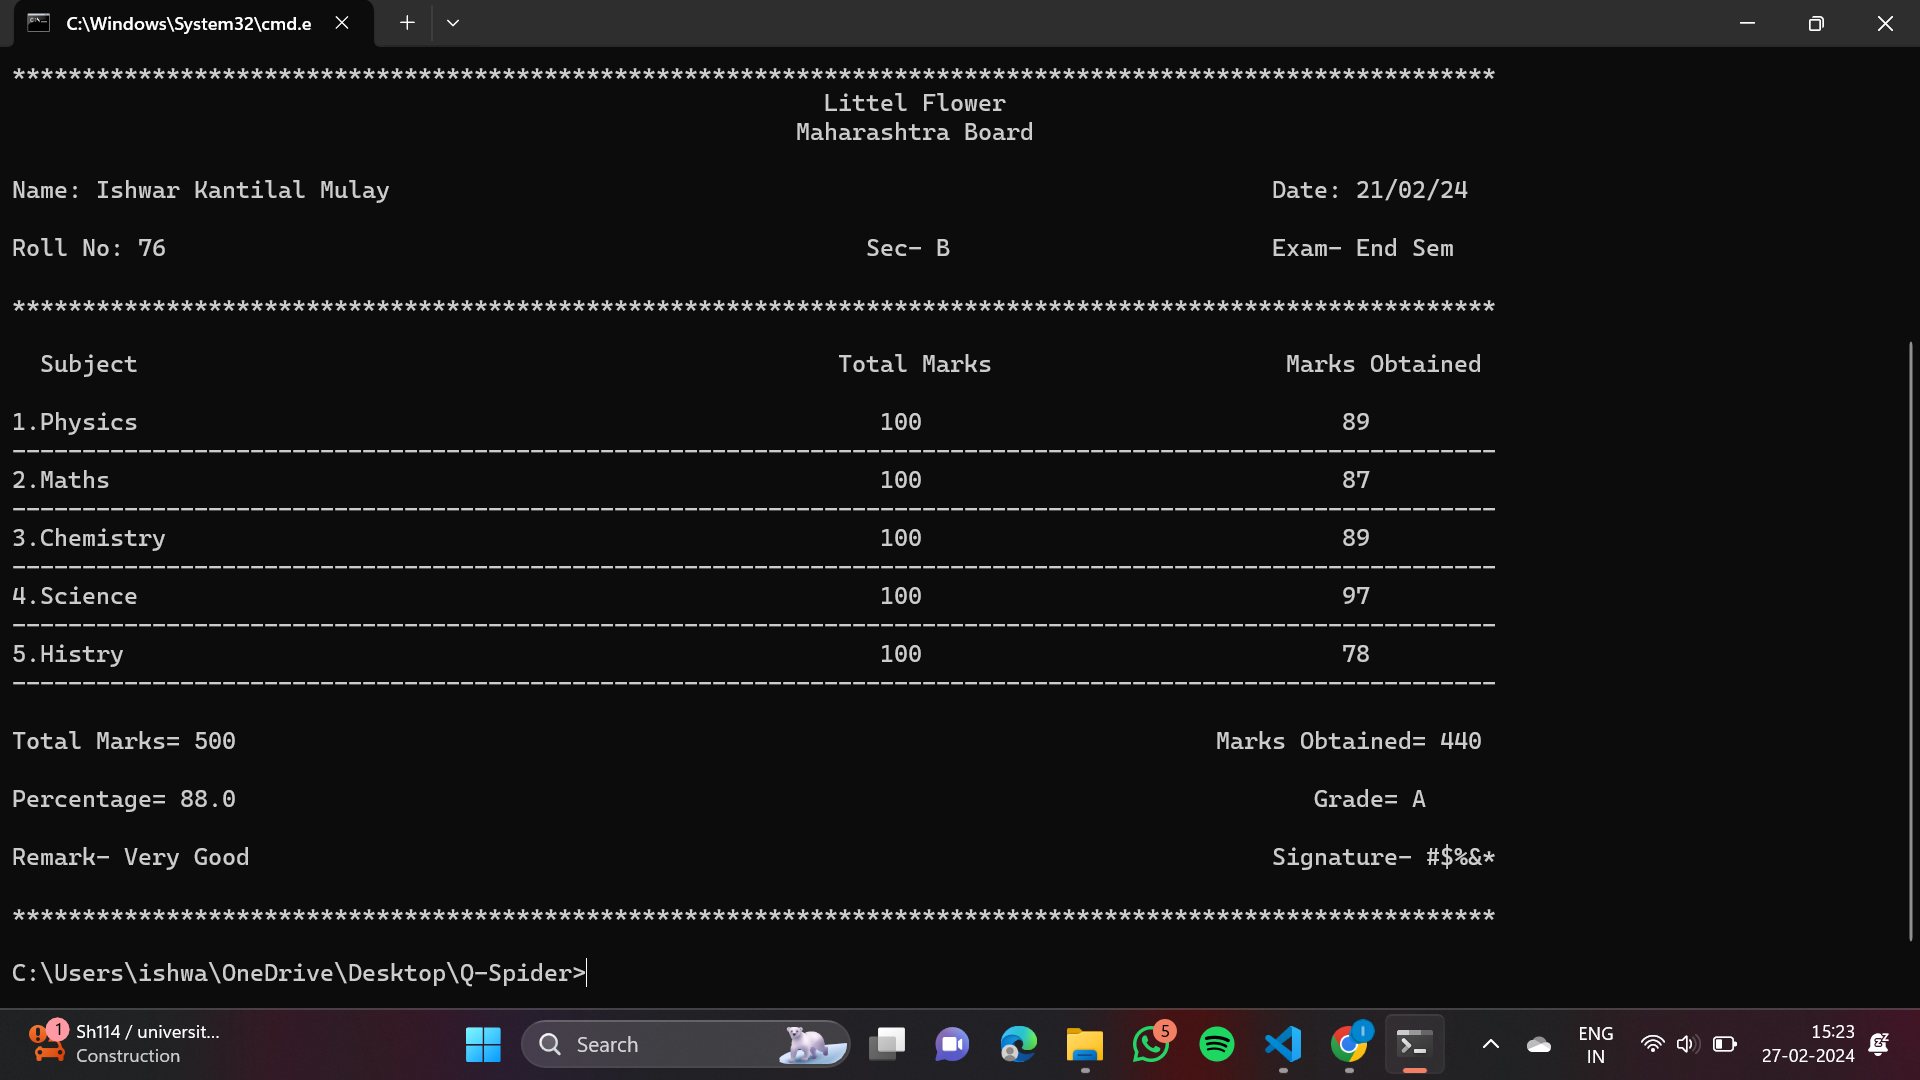 C:\Windows\System32\cmd.e
***********************************************************************************************************
Littel Flower
Maharashtra Board
Name: Ishwar Kantilal Mulay Date: 21/02/24
Roll No: 76 Sec- B Exam- End Sem
***********************************************************************************************************
Subject Total Marks Marks Obtained
1.Physics 100 89
-----------------------------------------------------------------------------------------------------------
2.Maths 100 87
-----------------------------------------------------------------------------------------------------------
3.Chemistry 100 89
-----------------------------------------------------------------------------------------------------------
4.Science 100 97
-----------------------------------------------------------------------------------------------------------
5.Histry 100 78
-----------------------------------------------------------------------------------------------------------
Total Marks= 500 Marks Obtained= 440
Percentage= 88.0 Grade= A
Remark- Very Good Signature- #$%&*
***********************************************************************************************************
C:\Users\ishwa\OneDrive\Desktop\Q-Spider>
1 Sh114 / universit...
Construction
Search
5
ENG
IN
15:23
27-02-2024